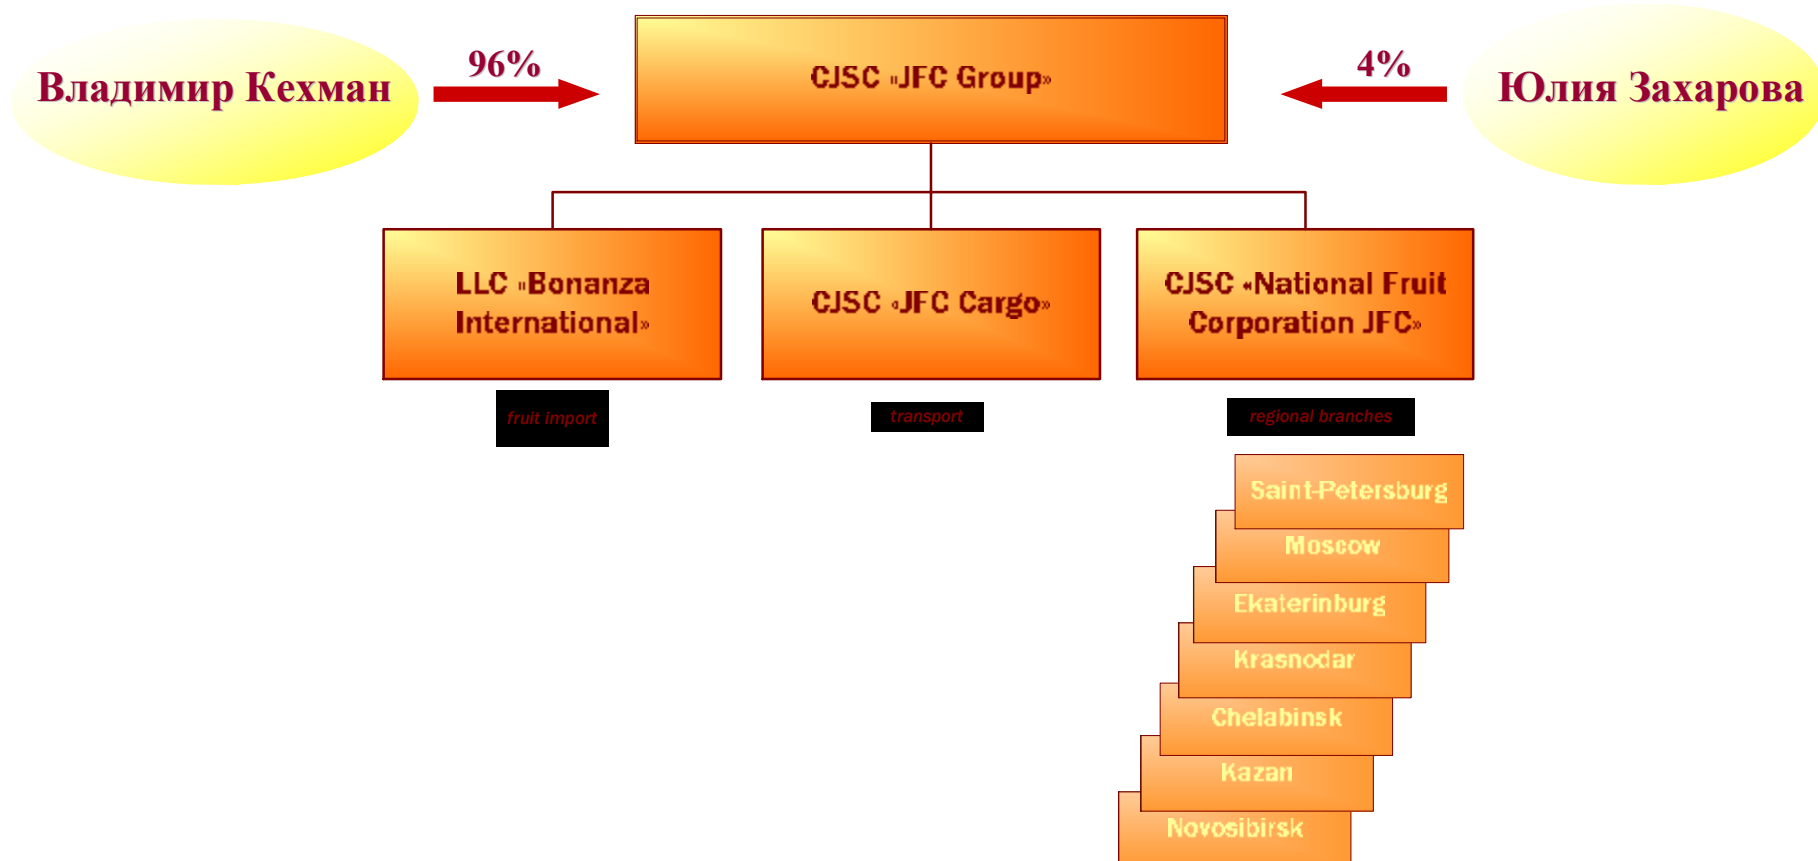 Владимир Кехман
96%
CJSC «JFC Group»
4%
Юлия Захарова
LLC «Bonanza
International»
CJSC «JFC Cargo»
CJSC «National Fruit
Corporation JFC»
fruit import
transport
regional branches
Saint-Petersburg
Moscow
Ekaterinburg
Krasnodar
Chelabinsk
Kazan
Novosibirsk